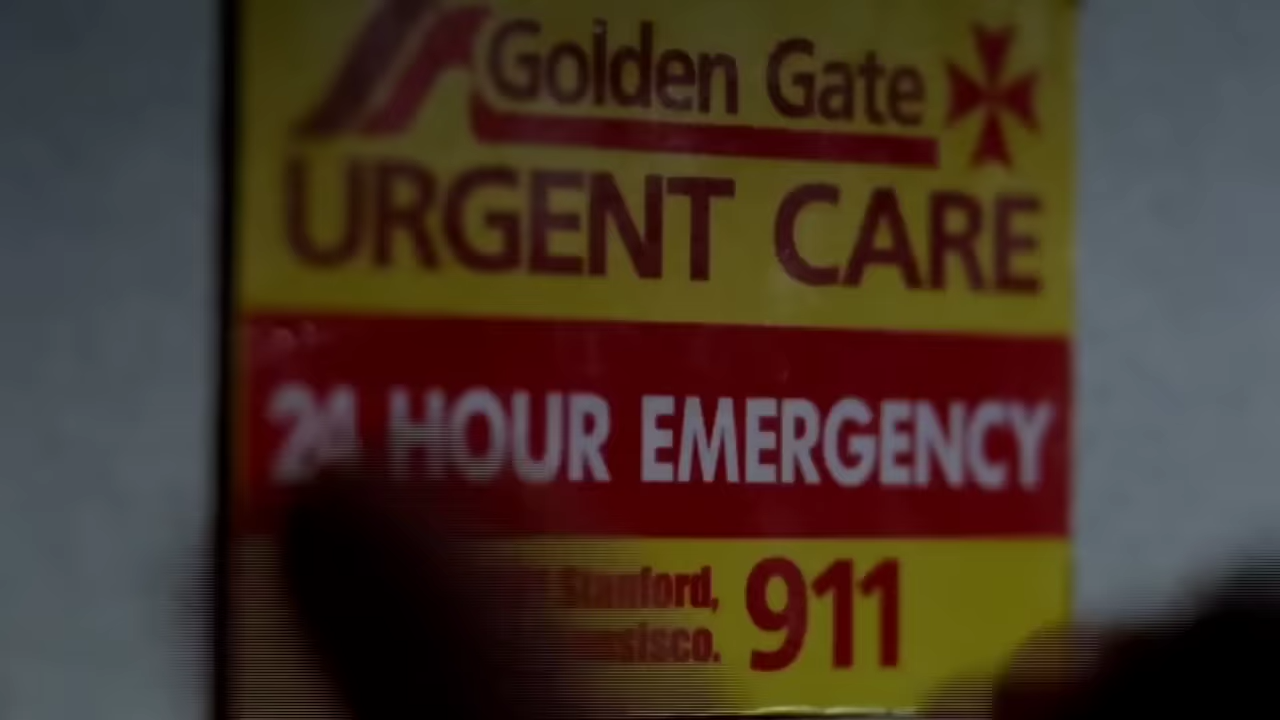 Golden Gate
URGENT CARE
24 HOUR EMERGENCY
Stanford,
911